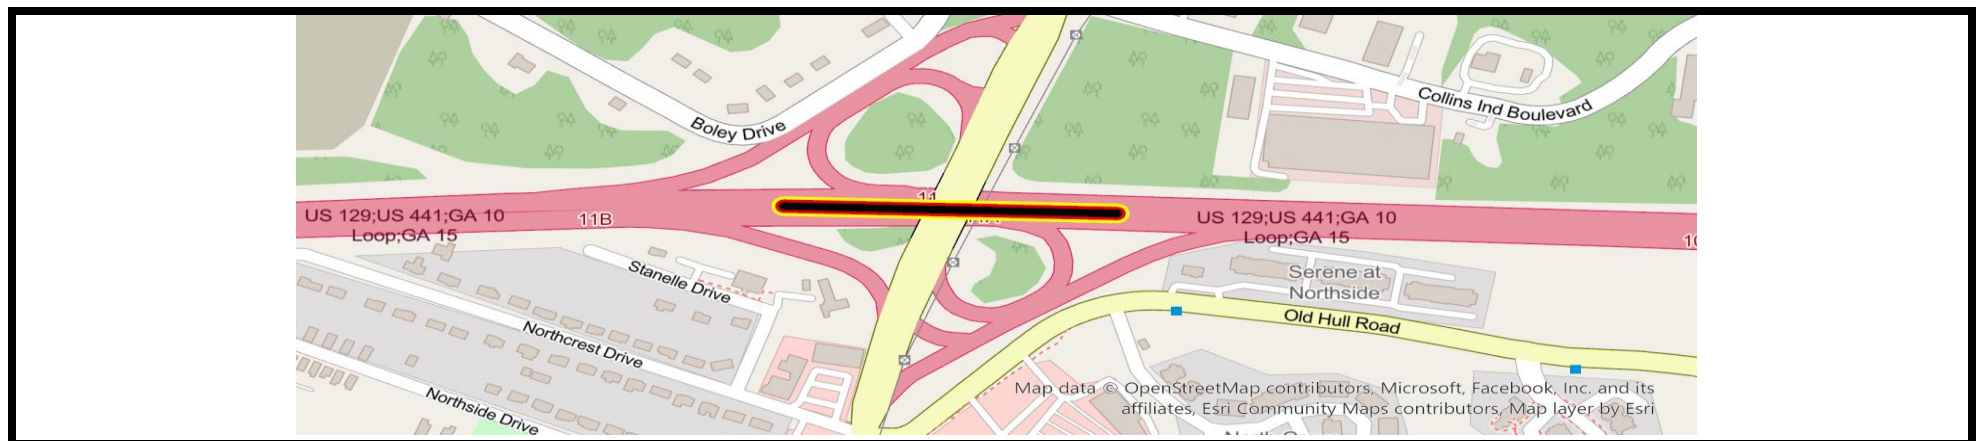 Collins Ind Boulevard
Boley Drive
11
US 129;US 441;GA 10
Loop;GA 15
11B
US 129;US 441;GA 10
Loop;GA 15
10
Stanelle Drive
Serene at
Northside
Old Hull Road
Northcrest Drive
Northside Drive
Map data © OpenStreetMap contributors, Microsoft, Facebook, Inc. and its
affiliates, Esri Community Maps contributors, Map layer by Esri